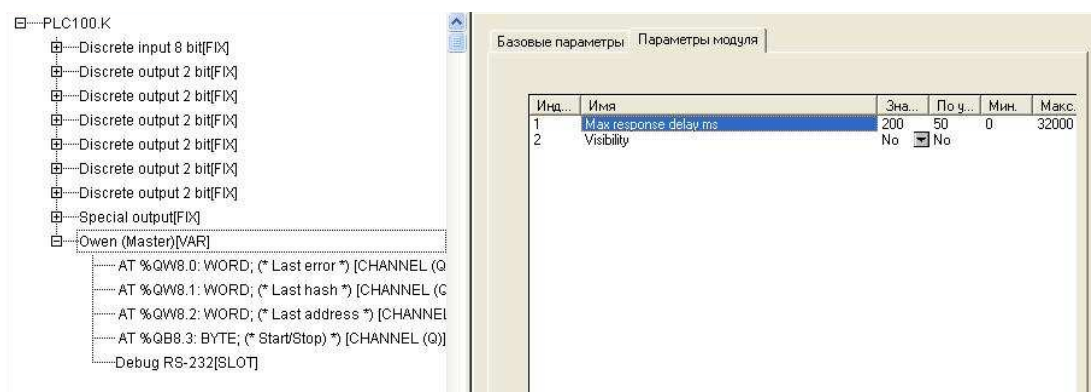 PLC100.K
Discrete input 8 bit[FIX]
Discrete output 2 bit[FIX]
Discrete output 2 bit[FIX]
Discrete output 2 bit[FIX]
Discrete output 2 bit[FIX]
Discrete output 2 bit[FIX]
Discrete output 2 bit[FIX]
Special output[FIX]
Owen (Master)[VAR]
AT %QW8.0: WORD; (* Last error *) [CHANNEL (Q
AT %QW8.1: WORD; (* Last hash *) [CHANNEL (Q
AT %QW8.2: WORD; (* Last address *) [CHANNEL
AT %QB8.3: BYTE; (* Start/Stop) *) [CHANNEL (Q)]
Debug RS-232[SLOT]
Базовые параметры Параметры модуля
Инд... Имя Зна... По у... Мин. Макс.
1 Max response delay ms 200 50 0 32000
2 Visibility No No